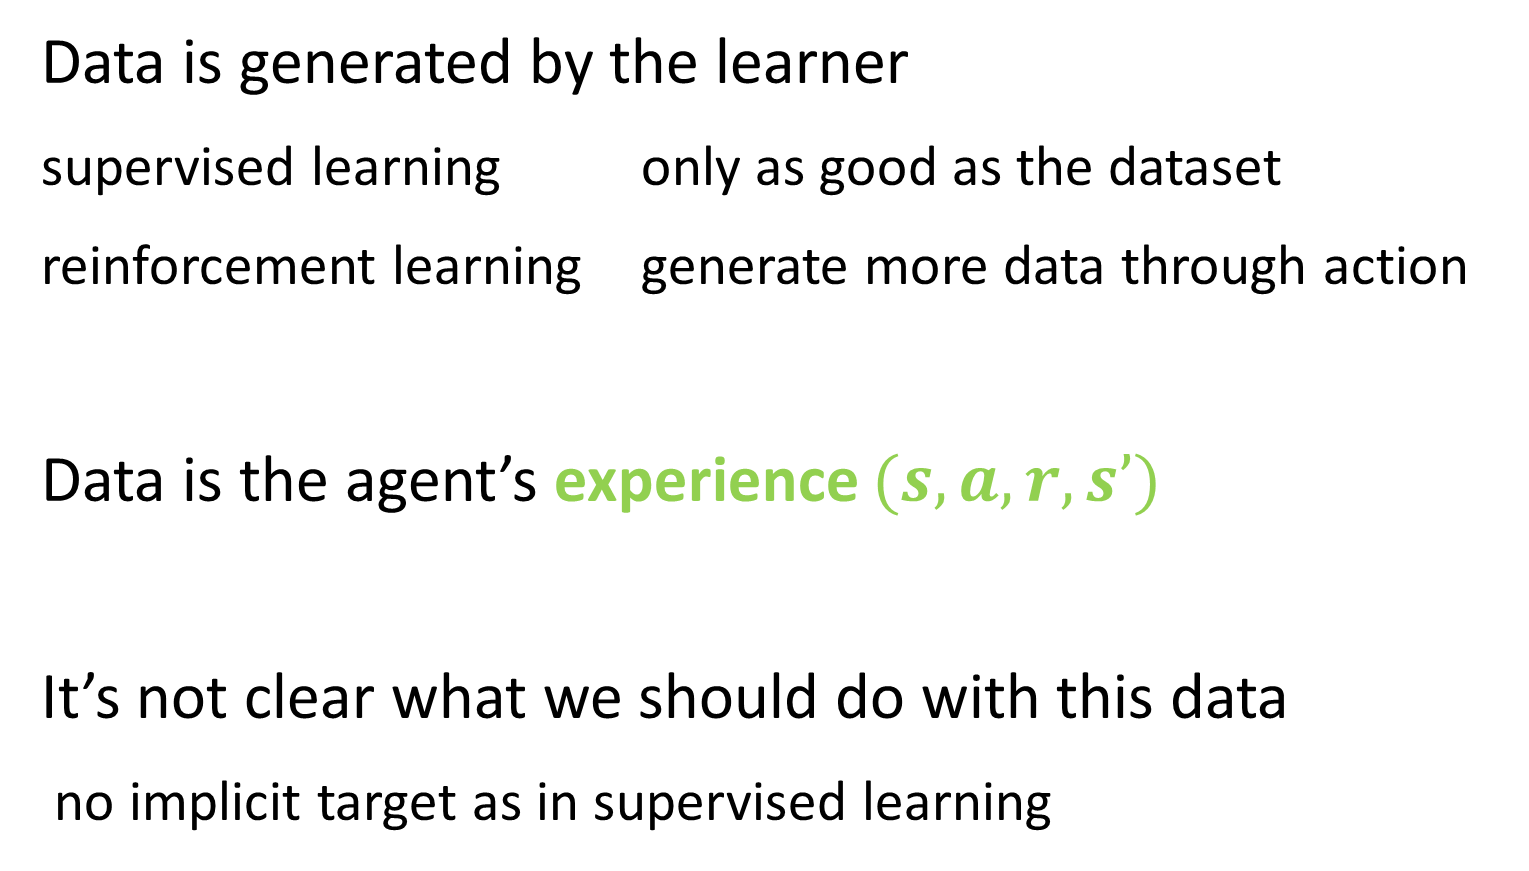 Data is generated by the learner
supervised learning only as good as the dataset
reinforcement learning generate more data through action
Data is the agent’s experience (s, a, r, s’)
It’s not clear what we should do with this data
no implicit target as in supervised learning